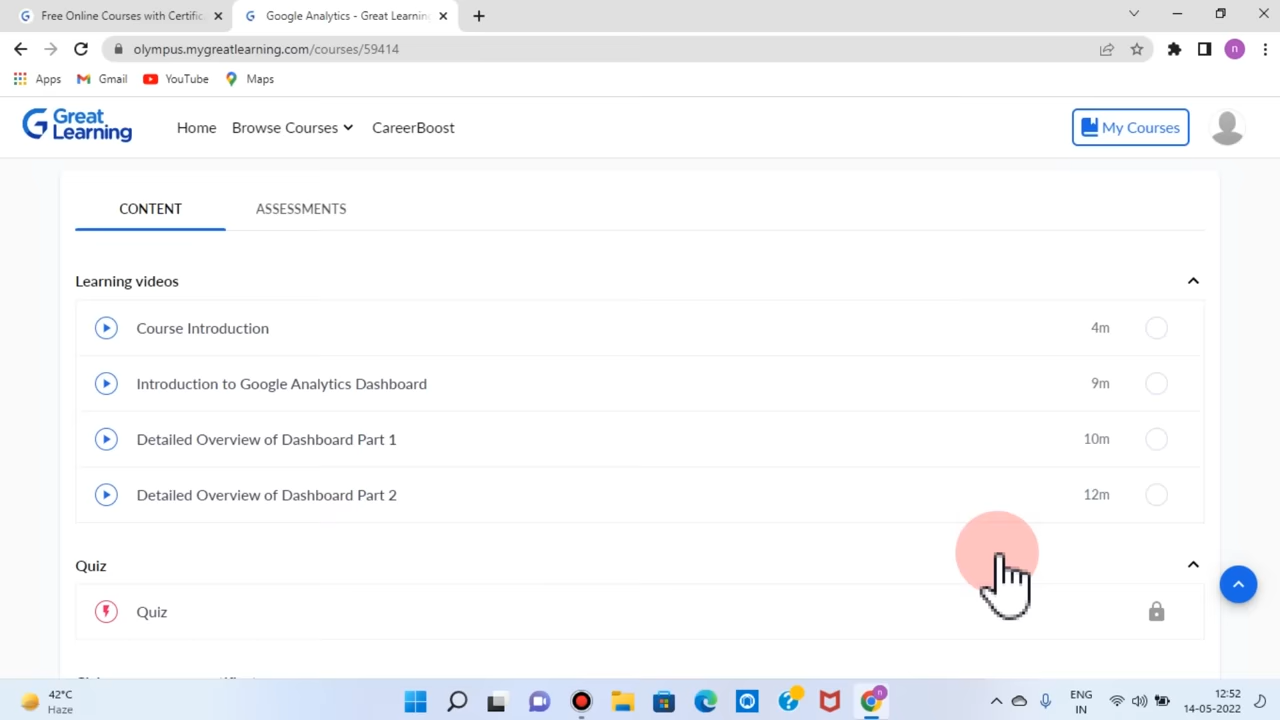 Free Online Courses with Certific
Google Analytics - Great Learnin
olympus.mygreatlearning.com/courses/59414
n
Apps
Gmail
YouTube
Maps
Great
Learning
Home
Browse Courses
CareerBoost
My Courses
CONTENT
ASSESSMENTS
Learning videos
Course Introduction
4m
Introduction to Google Analytics Dashboard
9m
Detailed Overview of Dashboard Part 1
10m
Detailed Overview of Dashboard Part 2
12m
Quiz
Quiz
42°C
Haze
ENG
IN
12:52
14-05-2022